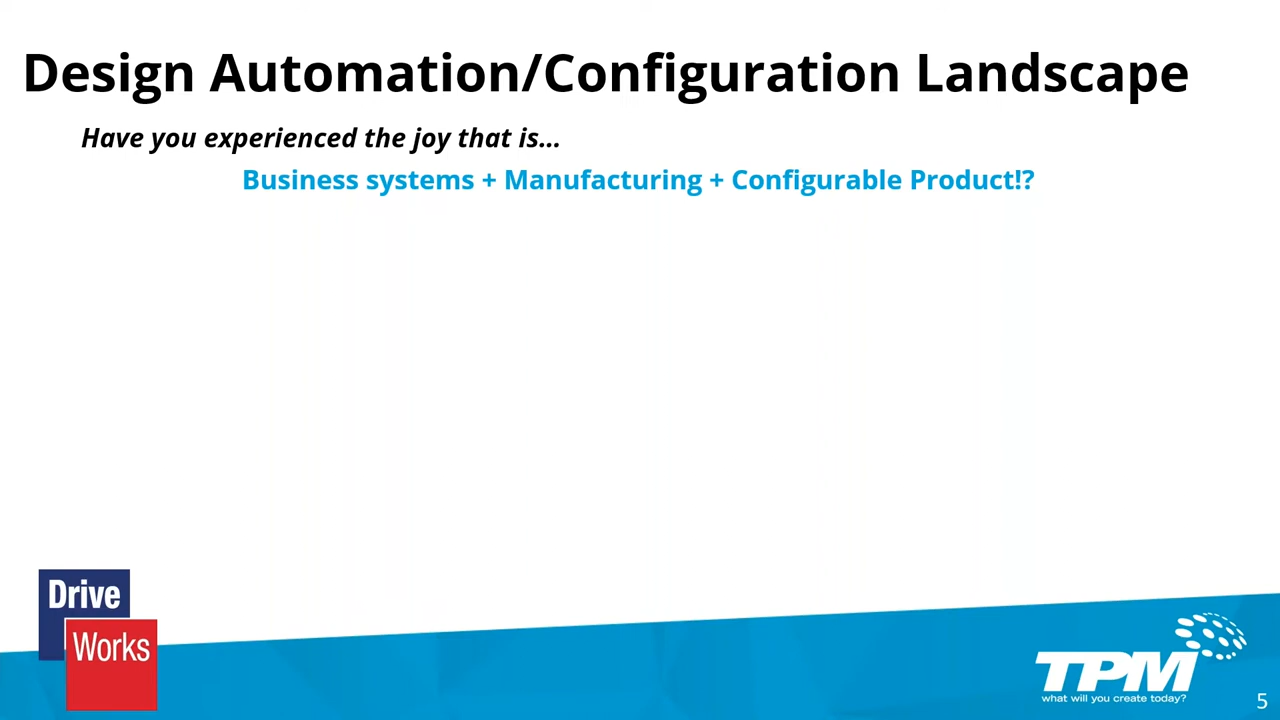 Design Automation/Configuration Landscape
Have you experienced the joy that is...
Business systems + Manufacturing + Configurable Product!?
Drive
Works
TPM
what will you create today?
5